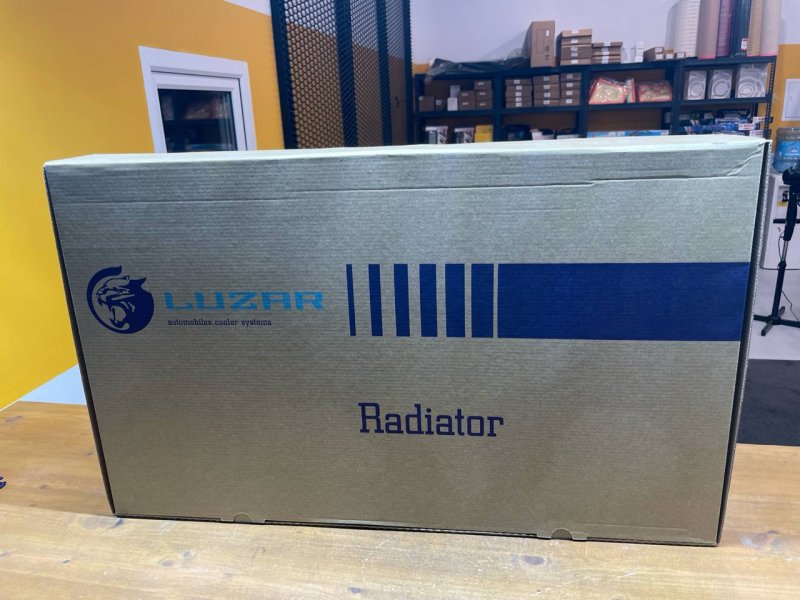 LUZAR
automobiles cooler systems
Radiator